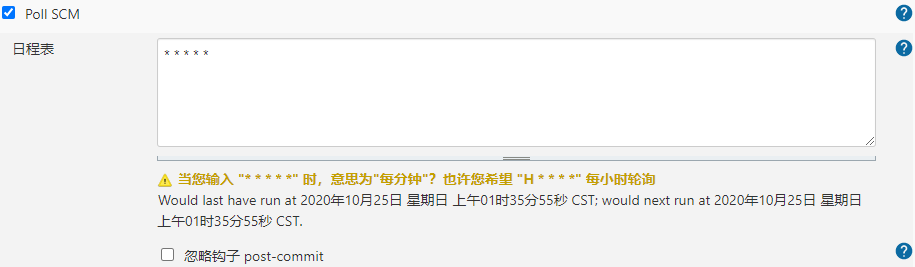 Poll SCM
日程表
* * * * *
当您输入 "* * * * *" 时，意思为"每分钟"？也许您希望 "H * * * *" 每小时轮询
Would last have run at 2020年10月25日 星期日 上午01时35分55秒 CST; would next run at 2020年10月25日 星期日
上午01时35分55秒 CST.
忽略钩子 post-commit